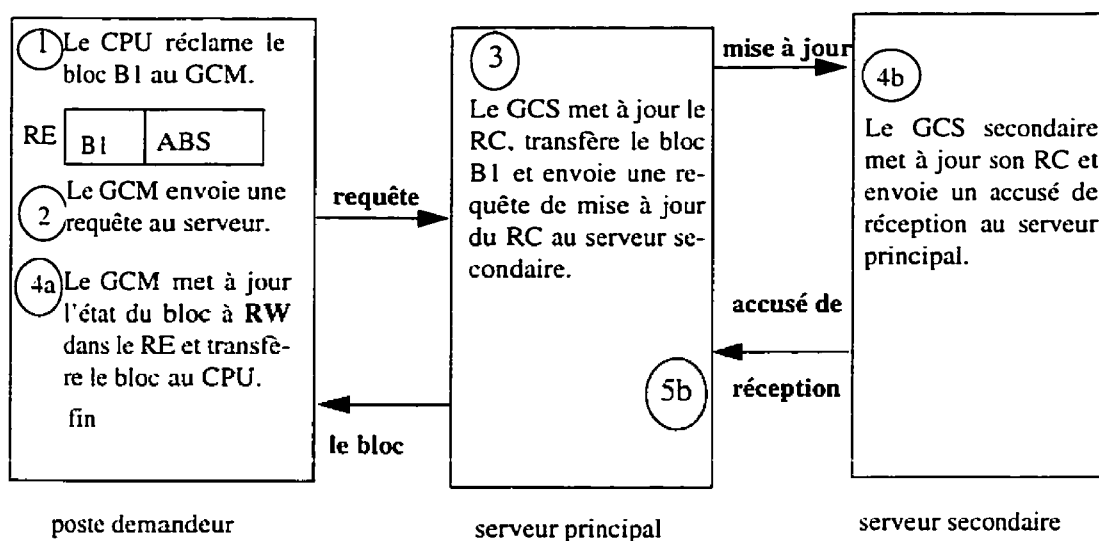 1 Le CPU réclame le
bloc B1 au GCM.
RE B1 ABS
2 Le GCM envoie une
requête au serveur.
4a Le GCM met à jour
l'état du bloc à RW
dans le RE et transfè-
re le bloc au CPU.
fin
poste demandeur
requête
le bloc
3
Le GCS met à jour le
RC, transfère le bloc
B1 et envoie une re-
quête de mise à jour
du RC au serveur se-
condaire.
5b
serveur principal
mise à jour
accusé de
réception
4b
Le GCS secondaire
met à jour son RC et
envoie un accusé de
réception au serveur
principal.
serveur secondaire